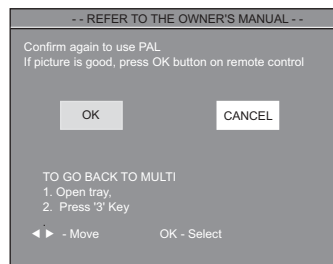 - - REFER TO THE OWNER'S MANUAL - -
Confirm again to use PAL
If picture is good, press OK button on remote control
OK CANCEL
TO GO BACK TO MULTI
1. Open tray,
2. Press '3' Key
◄ ► - Move OK - Select